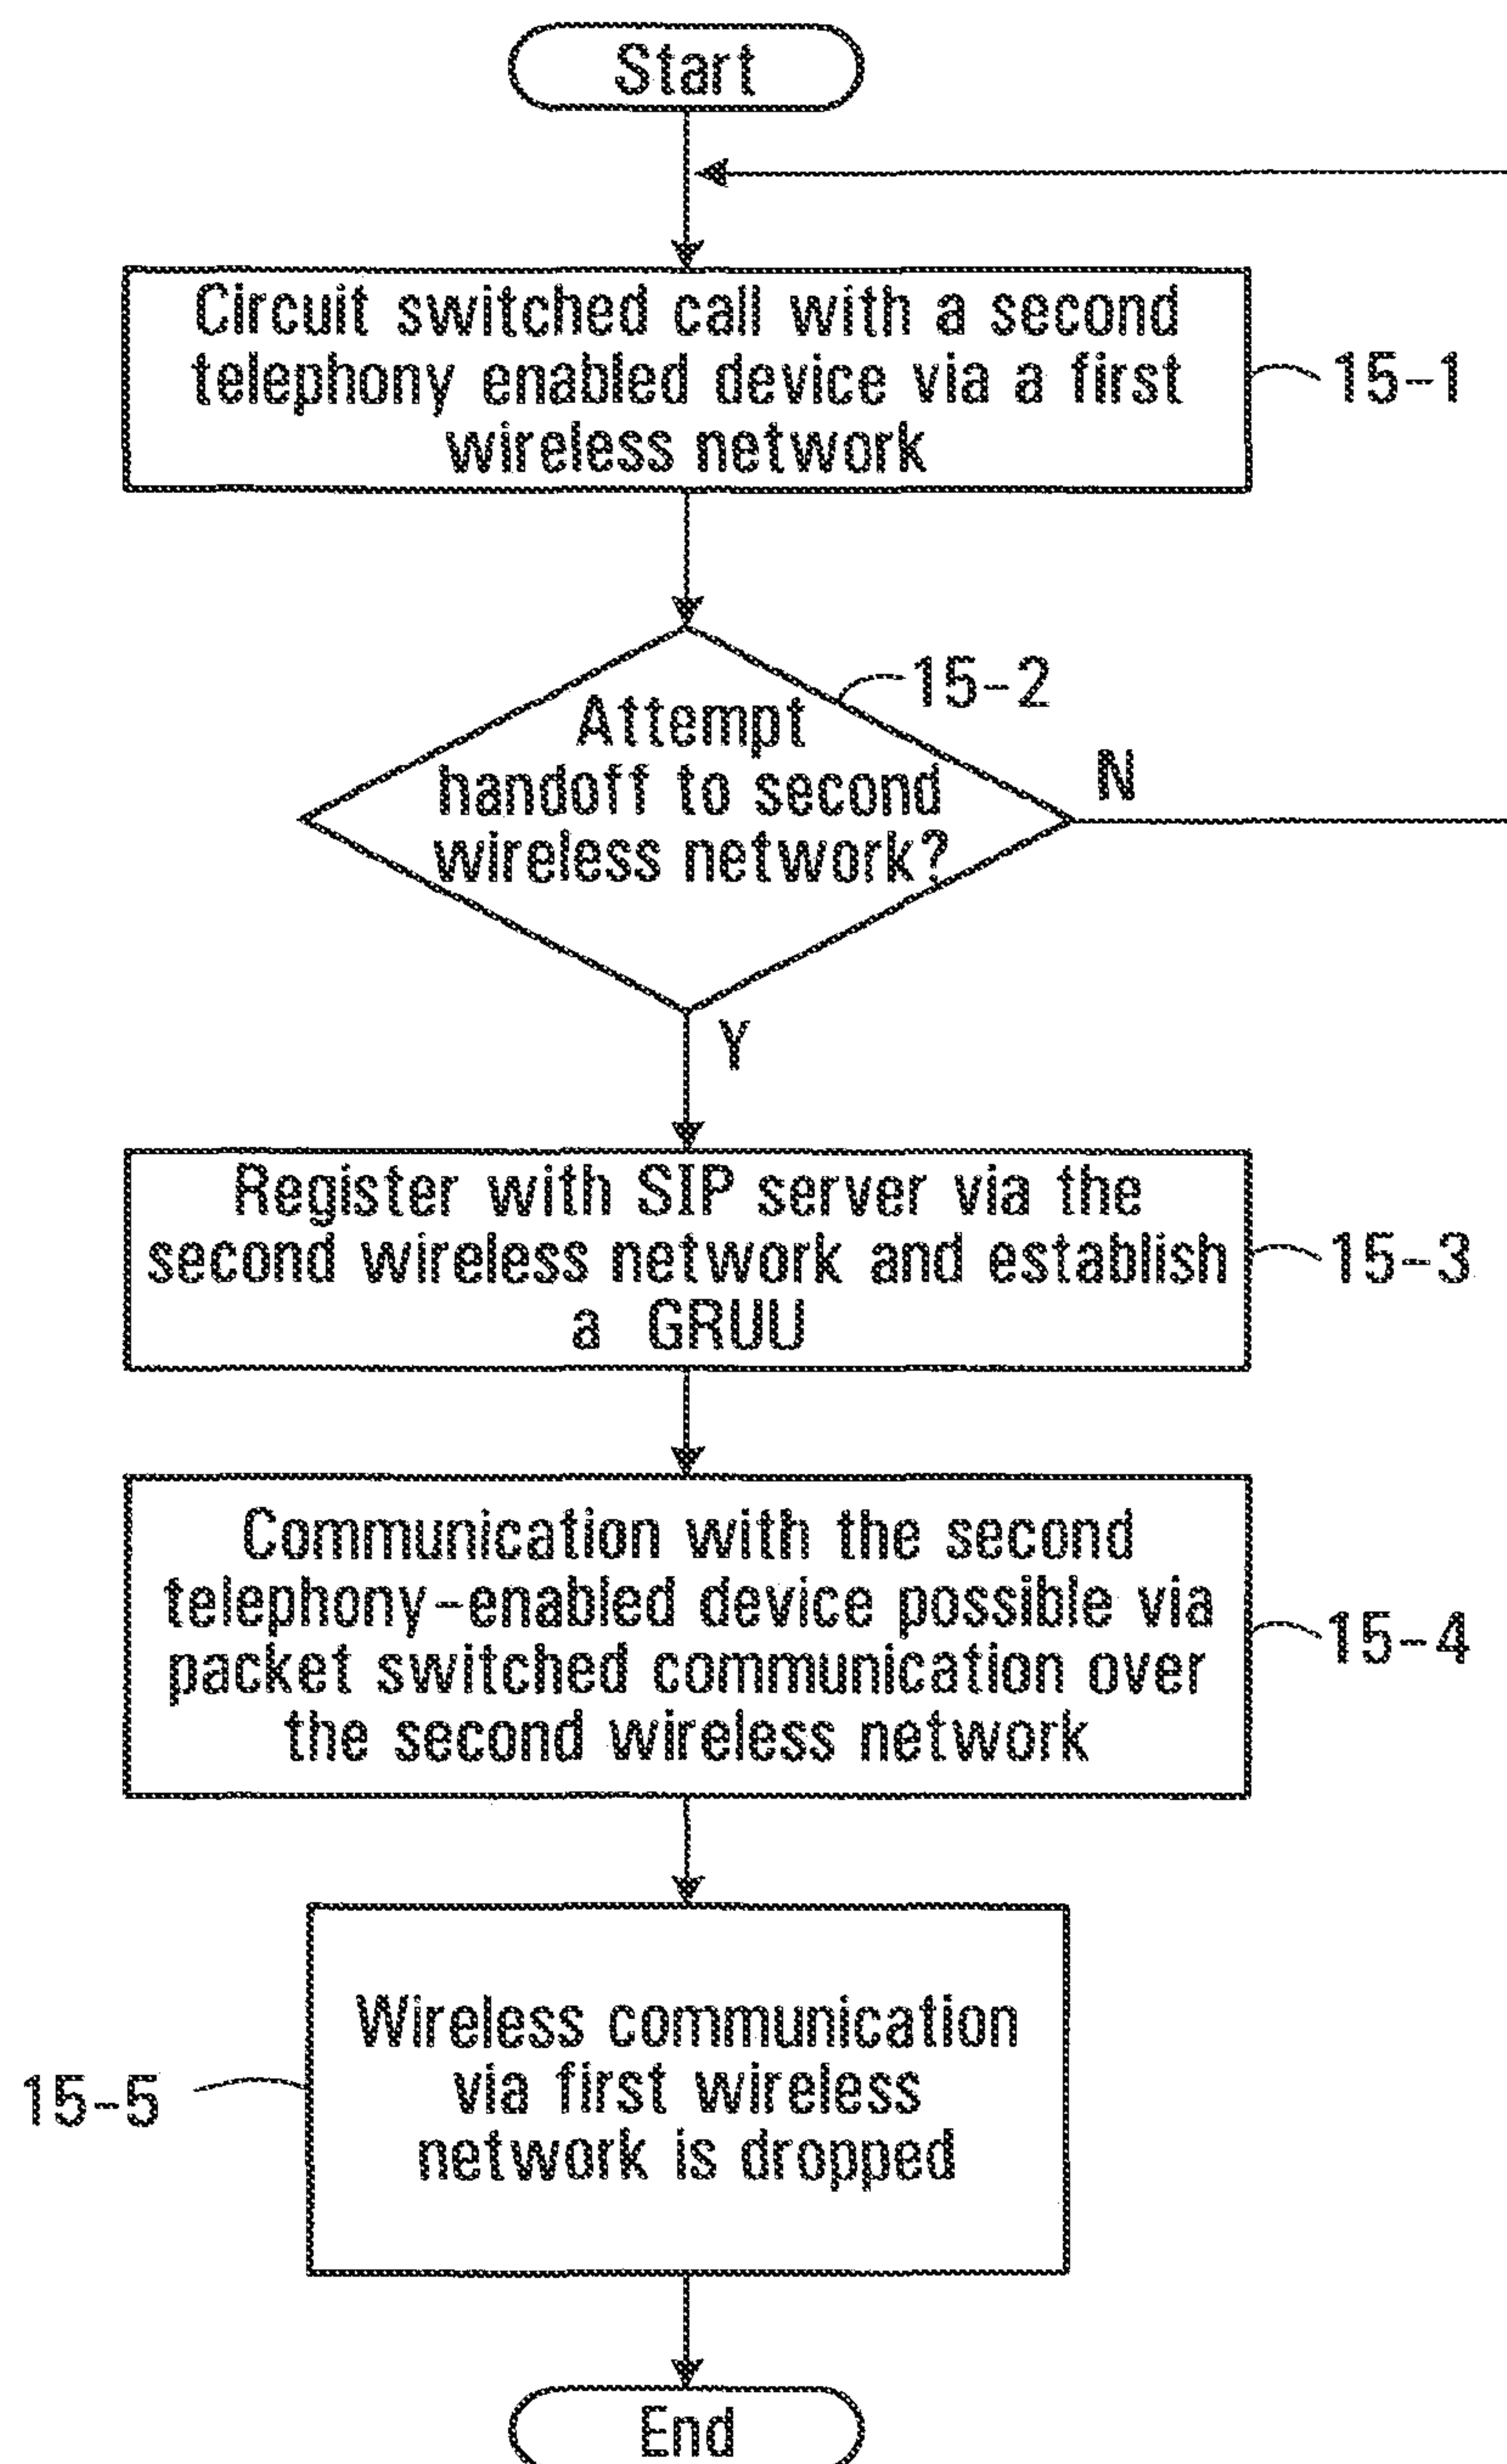 Start
Circuit switched call with a second
telephony enabled device via a first
wireless network
15-1
15-2
Attempt
handoff to second
wireless network?
N
Y
Register with SIP server via the
second wireless network and establish
a GRUU
15-3
Communication with the second
telephony-enabled device possible via
packet switched communication over
the second wireless network
15-4
Wireless communication
via first wireless
network is dropped
15-5
End